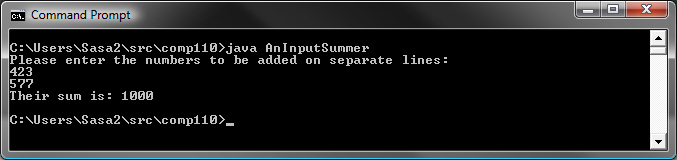 Command Prompt
C:\Users\Sasa2\src\comp110>java AnInputSummer
Please enter the numbers to be added on separate lines:
423
577
Their sum is: 1000
C:\Users\Sasa2\src\comp110>_